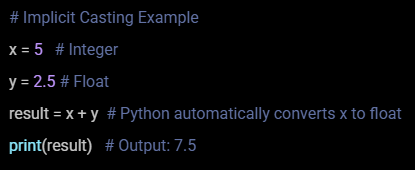 # Implicit Casting Example
x = 5 # Integer
y = 2.5 # Float
result = x + y # Python automatically converts x to float
print(result) # Output: 7.5